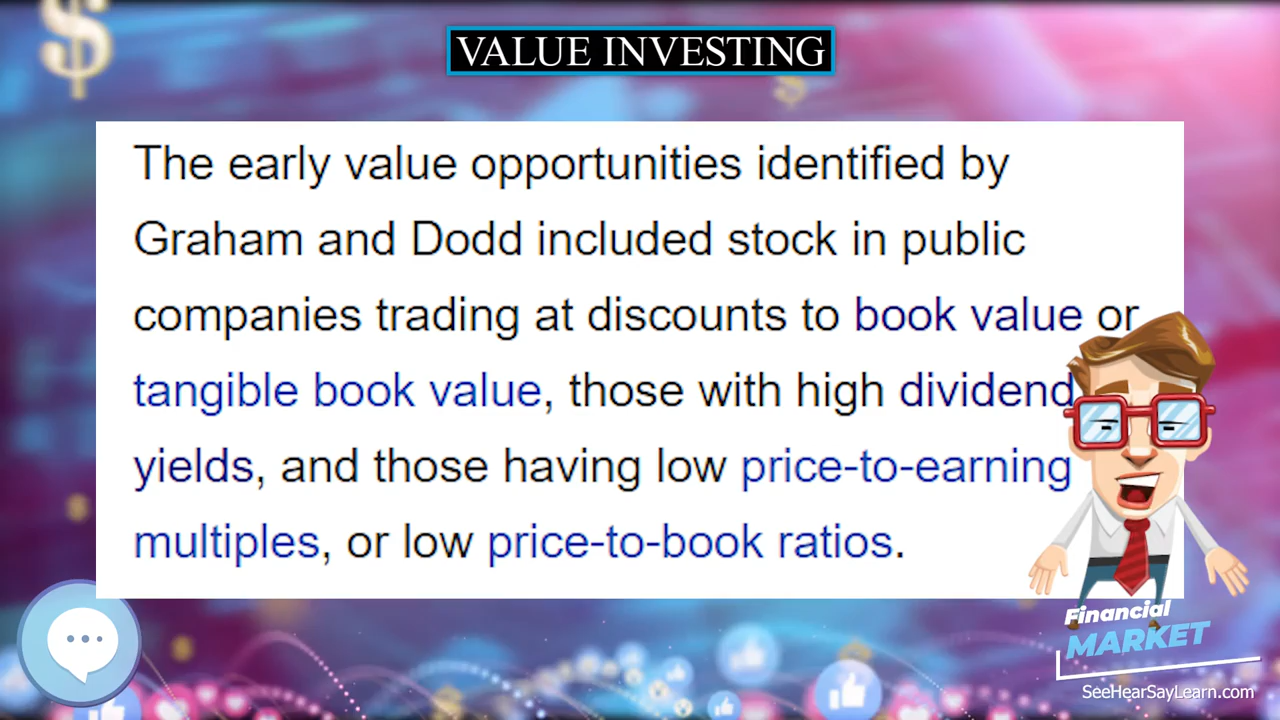 $
VALUE INVESTING
The early value opportunities identified by
Graham and Dodd included stock in public
companies trading at discounts to book value or
tangible book value, those with high dividend
yields, and those having low price-to-earning
multiples, or low price-to-book ratios.
Financial
MARKET
SeeHearSayLearn.com